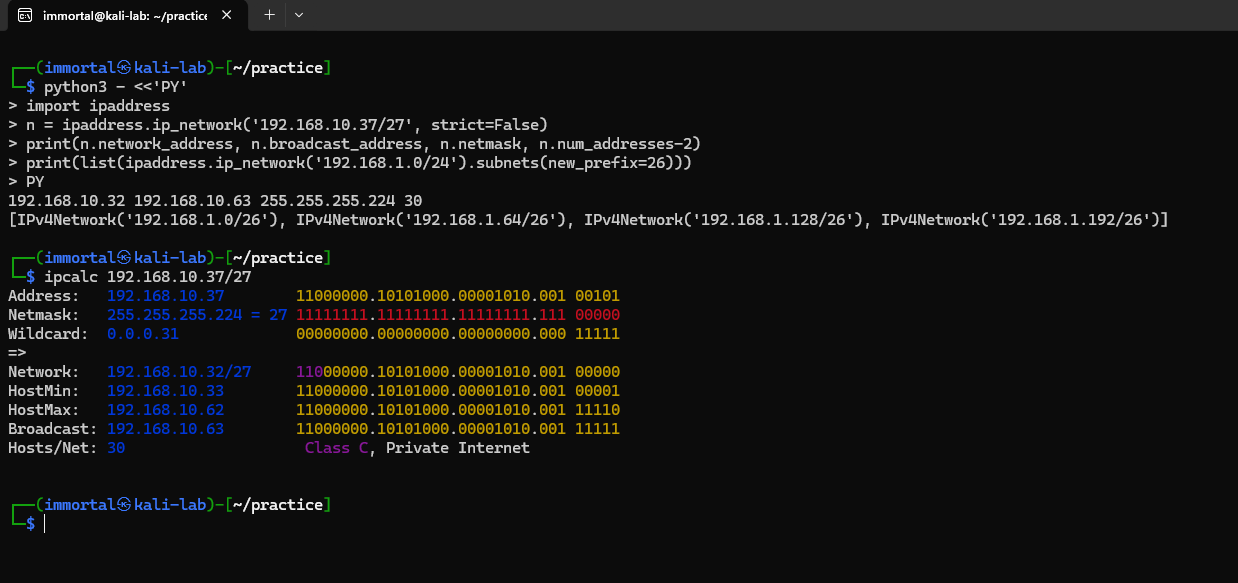 immortal@kali-lab: ~/practice
┌──(immortal㉿kali-lab)-[~/practice]
└─$ python3 - <<'PY'
> import ipaddress
> n = ipaddress.ip_network('192.168.10.37/27', strict=False)
> print(n.network_address, n.broadcast_address, n.netmask, n.num_addresses-2)
> print(list(ipaddress.ip_network('192.168.1.0/24').subnets(new_prefix=26)))
> PY
192.168.10.32 192.168.10.63 255.255.255.224 30
[IPv4Network('192.168.1.0/26'), IPv4Network('192.168.1.64/26'), IPv4Network('192.168.1.128/26'), IPv4Network('192.168.1.192/26')]
┌──(immortal㉿kali-lab)-[~/practice]
└─$ ipcalc 192.168.10.37/27
Address:   192.168.10.37        11000000.10101000.00001010.001 00101
Netmask:   255.255.255.224 = 27 11111111.11111111.11111111.111 00000
Wildcard:  0.0.0.31             00000000.00000000.00000000.000 11111
=>
Network:   192.168.10.32/27     11000000.10101000.00001010.001 00000
HostMin:   192.168.10.33        11000000.10101000.00001010.001 00001
HostMax:   192.168.10.62        11000000.10101000.00001010.001 11110
Broadcast: 192.168.10.63        11000000.10101000.00001010.001 11111
Hosts/Net: 30                    Class C, Private Internet
┌──(immortal㉿kali-lab)-[~/practice]
└─$